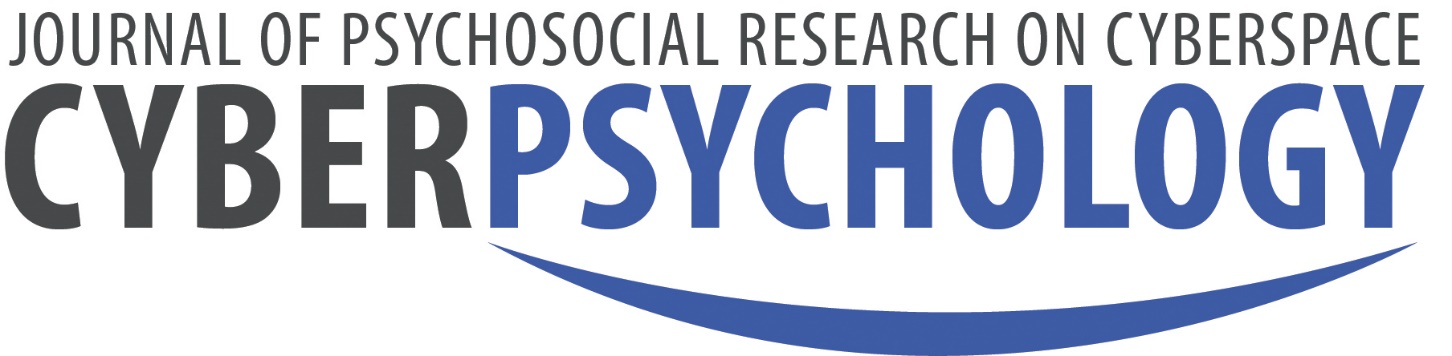 JOURNAL OF PSYCHOSOCIAL RESEARCH ON CYBERSPACE
CYBERPSYCHOLOGY